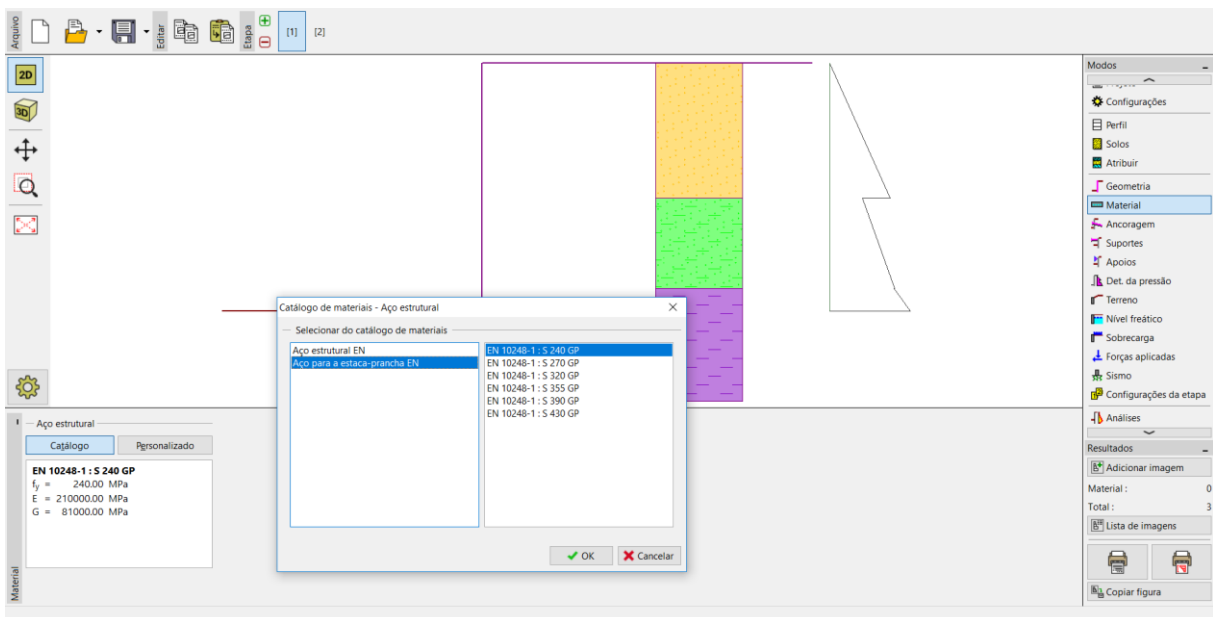 Arquivo
Editar
Etapa
[1]
[2]
2D
3D
Modos
Configurações
Perfil
Solos
Atribuir
Geometria
Material
Ancoragem
Suportes
Apoios
Det. da pressão
Terreno
Nível freático
Sobrecarga
Forças aplicadas
Sismo
Configurações da etapa
Análises
Resultados
Adicionar imagem
Material : 0
Total : 3
Lista de imagens
Copiar figura
Catálogo de materiais - Aço estrutural
Selecionar do catálogo de materiais
Aço estrutural EN
Aço para a estaca-prancha EN
EN 10248-1 : S 240 GP
EN 10248-1 : S 270 GP
EN 10248-1 : S 320 GP
EN 10248-1 : S 355 GP
EN 10248-1 : S 390 GP
EN 10248-1 : S 430 GP
OK
Cancelar
Aço estrutural
Catálogo
Personalizado
EN 10248-1 : S 240 GP
fy = 240.00 MPa
E = 210000.00 MPa
G = 81000.00 MPa
Material